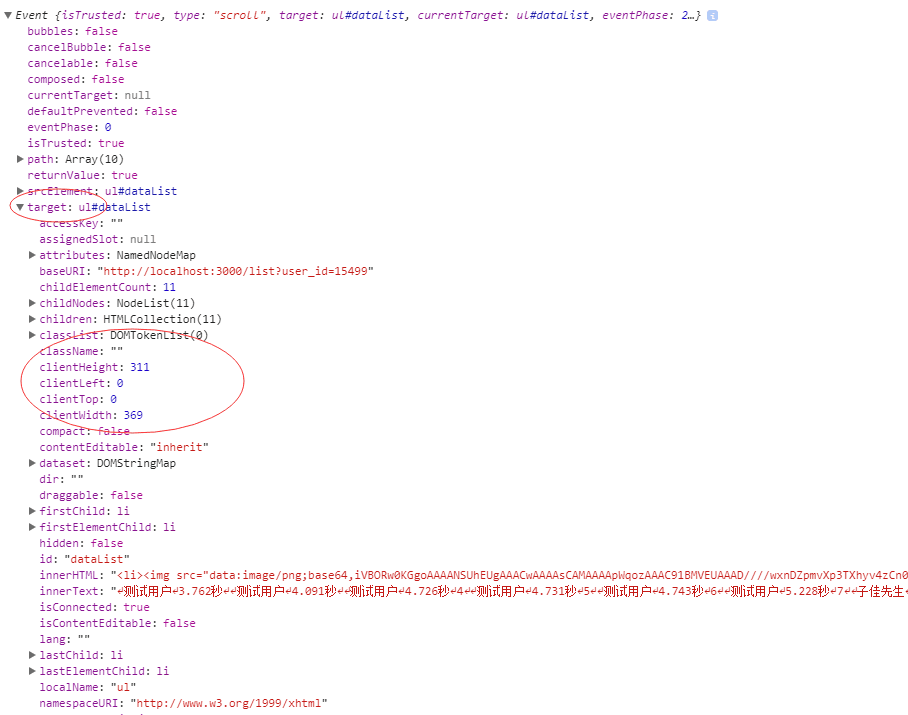 Event {isTrusted: true, type: "scroll", target: ul#dataList, currentTarget: ul#dataList, eventPhase: 2…} i
bubbles: false
cancelBubble: false
cancelable: false
composed: false
currentTarget: null
defaultPrevented: false
eventPhase: 0
isTrusted: true
path: Array(10)
returnValue: true
srcElement: ul#dataList
target: ul#dataList
accessKey: ""
assignedSlot: null
attributes: NamedNodeMap
baseURI: "http://localhost:3000/list?user_id=15499"
childElementCount: 11
childNodes: NodeList(11)
children: HTMLCollection(11)
classList: DOMTokenList(0)
className: ""
clientHeight: 311
clientLeft: 0
clientTop: 0
clientWidth: 369
compact: false
contentEditable: "inherit"
dataset: DOMStringMap
dir: ""
draggable: false
firstChild: li
firstElementChild: li
hidden: false
id: "dataList"
innerHTML: "<li><img src="data:image/png;base64,iVBORw0KGgoAAAANSUhEUgAAACwAAAAsCAMAAAApWqozAAAC91BMVEUAAAD////wxnDZpmvXp3TXhyv4zCn0
innerText: "↵测试用户↵3.762秒↵↵测试用户↵4.091秒↵↵测试用户↵4.726秒↵4↵↵测试用户↵4.731秒↵5↵↵测试用户↵4.743秒↵6↵↵测试用户↵5.228秒↵7↵↵子佳先生↵
isConnected: true
isContentEditable: false
lang: ""
lastChild: li
lastElementChild: li
localName: "ul"
namespaceURI: "http://www.w3.org/1999/xhtml"